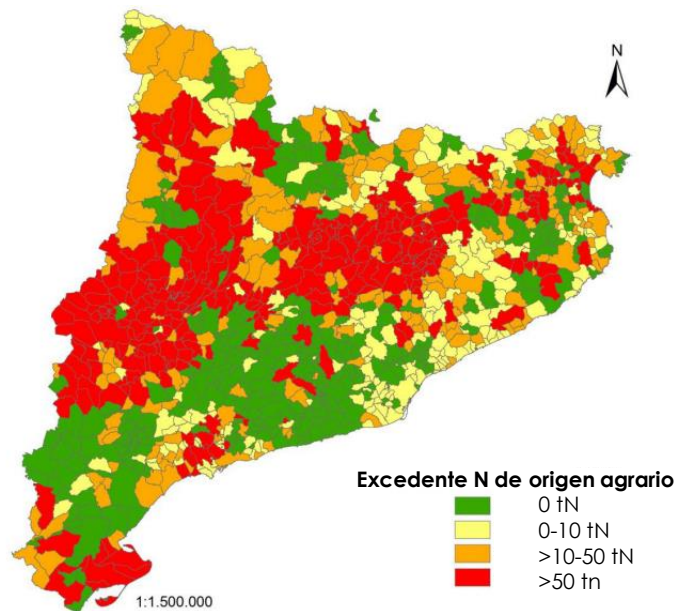 N
Excedente N de origen agrario
0 tN
0-10 tN
>10-50 tN
>50 tn
1:1.500.000